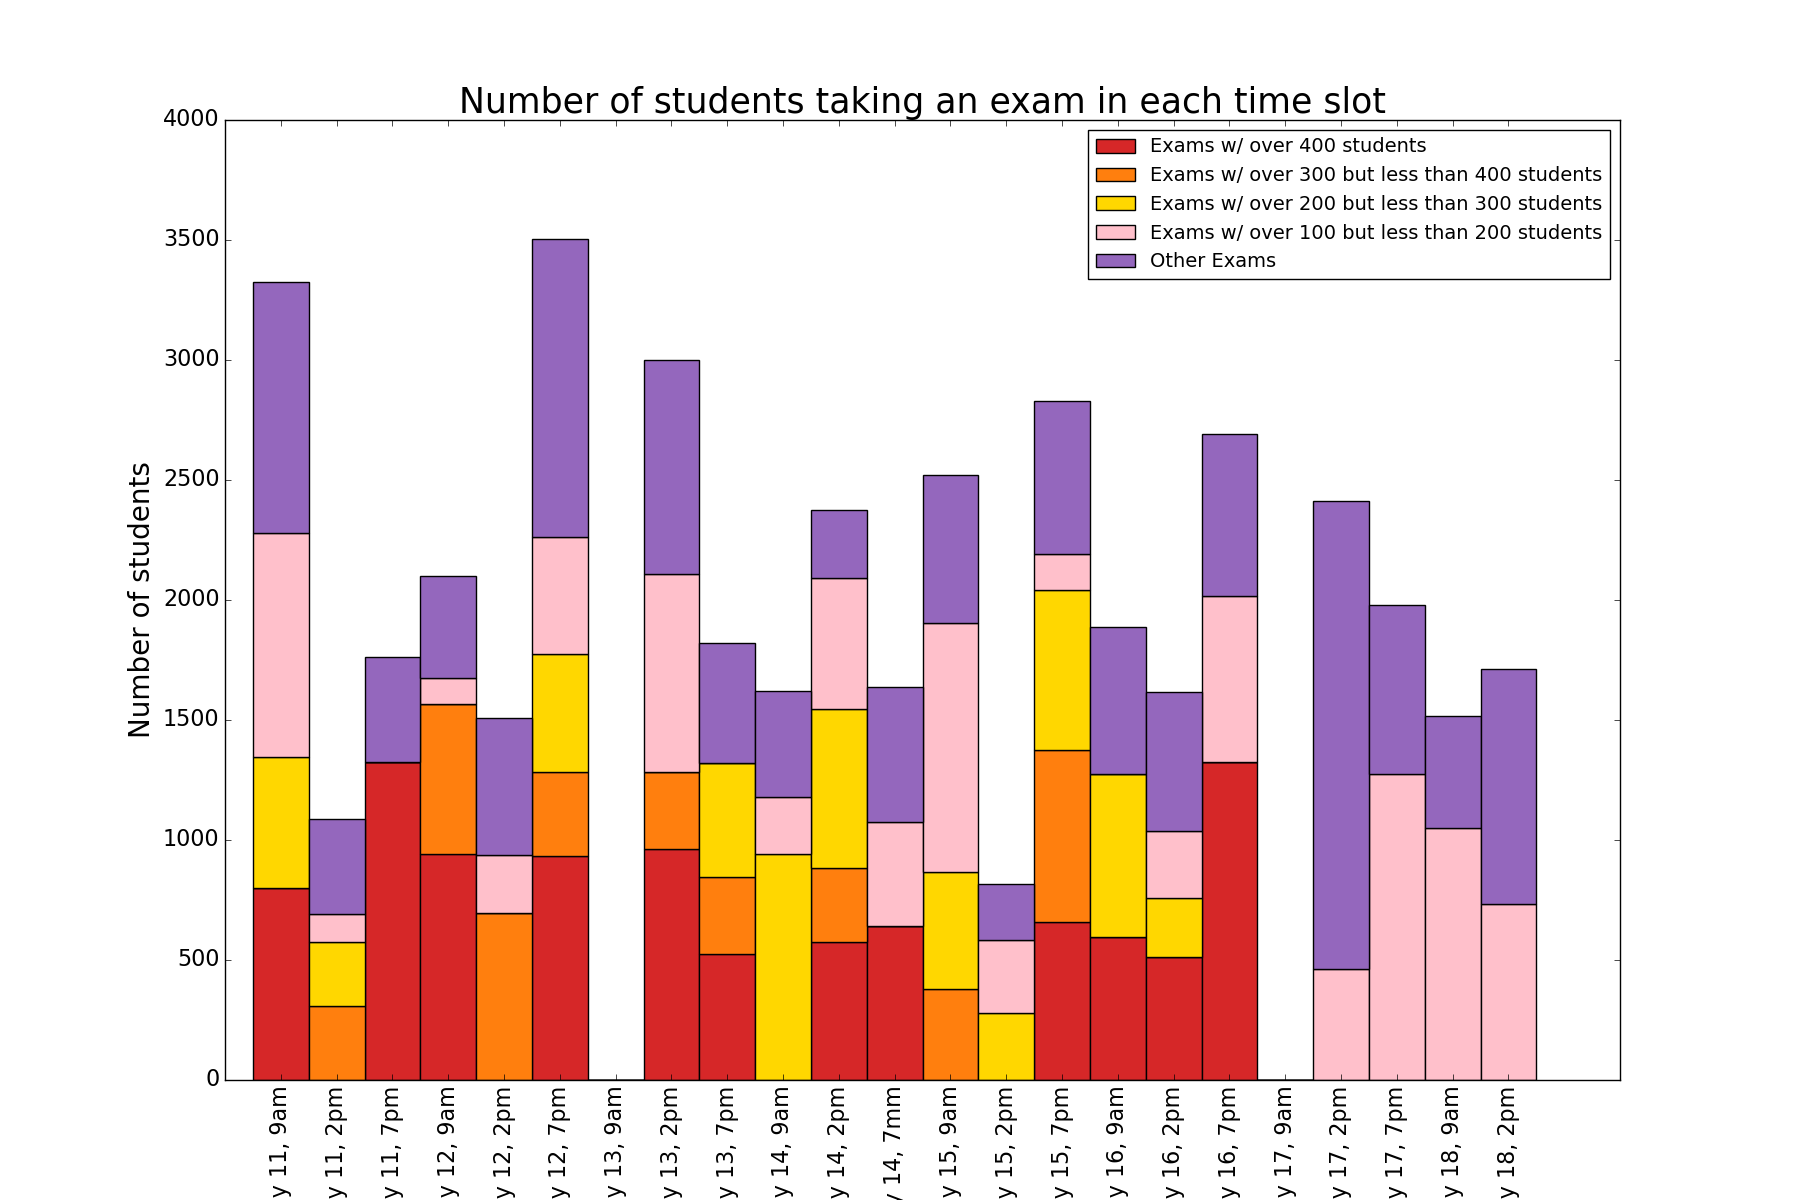 Number of students taking an exam in each time slot
Number of students
4000
3500
3000
2500
2000
1500
1000
500
0
Exams w/ over 400 students
Exams w/ over 300 but less than 400 students
Exams w/ over 200 but less than 300 students
Exams w/ over 100 but less than 200 students
Other Exams
y 11, 9am
y 11, 2pm
y 11, 7pm
y 12, 9am
y 12, 2pm
y 12, 7pm
y 13, 9am
y 13, 2pm
y 13, 7pm
y 14, 9am
y 14, 2pm
y 14, 7mm
y 15, 9am
y 15, 2pm
y 15, 7pm
y 16, 9am
y 16, 2pm
y 16, 7pm
y 17, 9am
y 17, 2pm
y 17, 7pm
y 18, 9am
y 18, 2pm